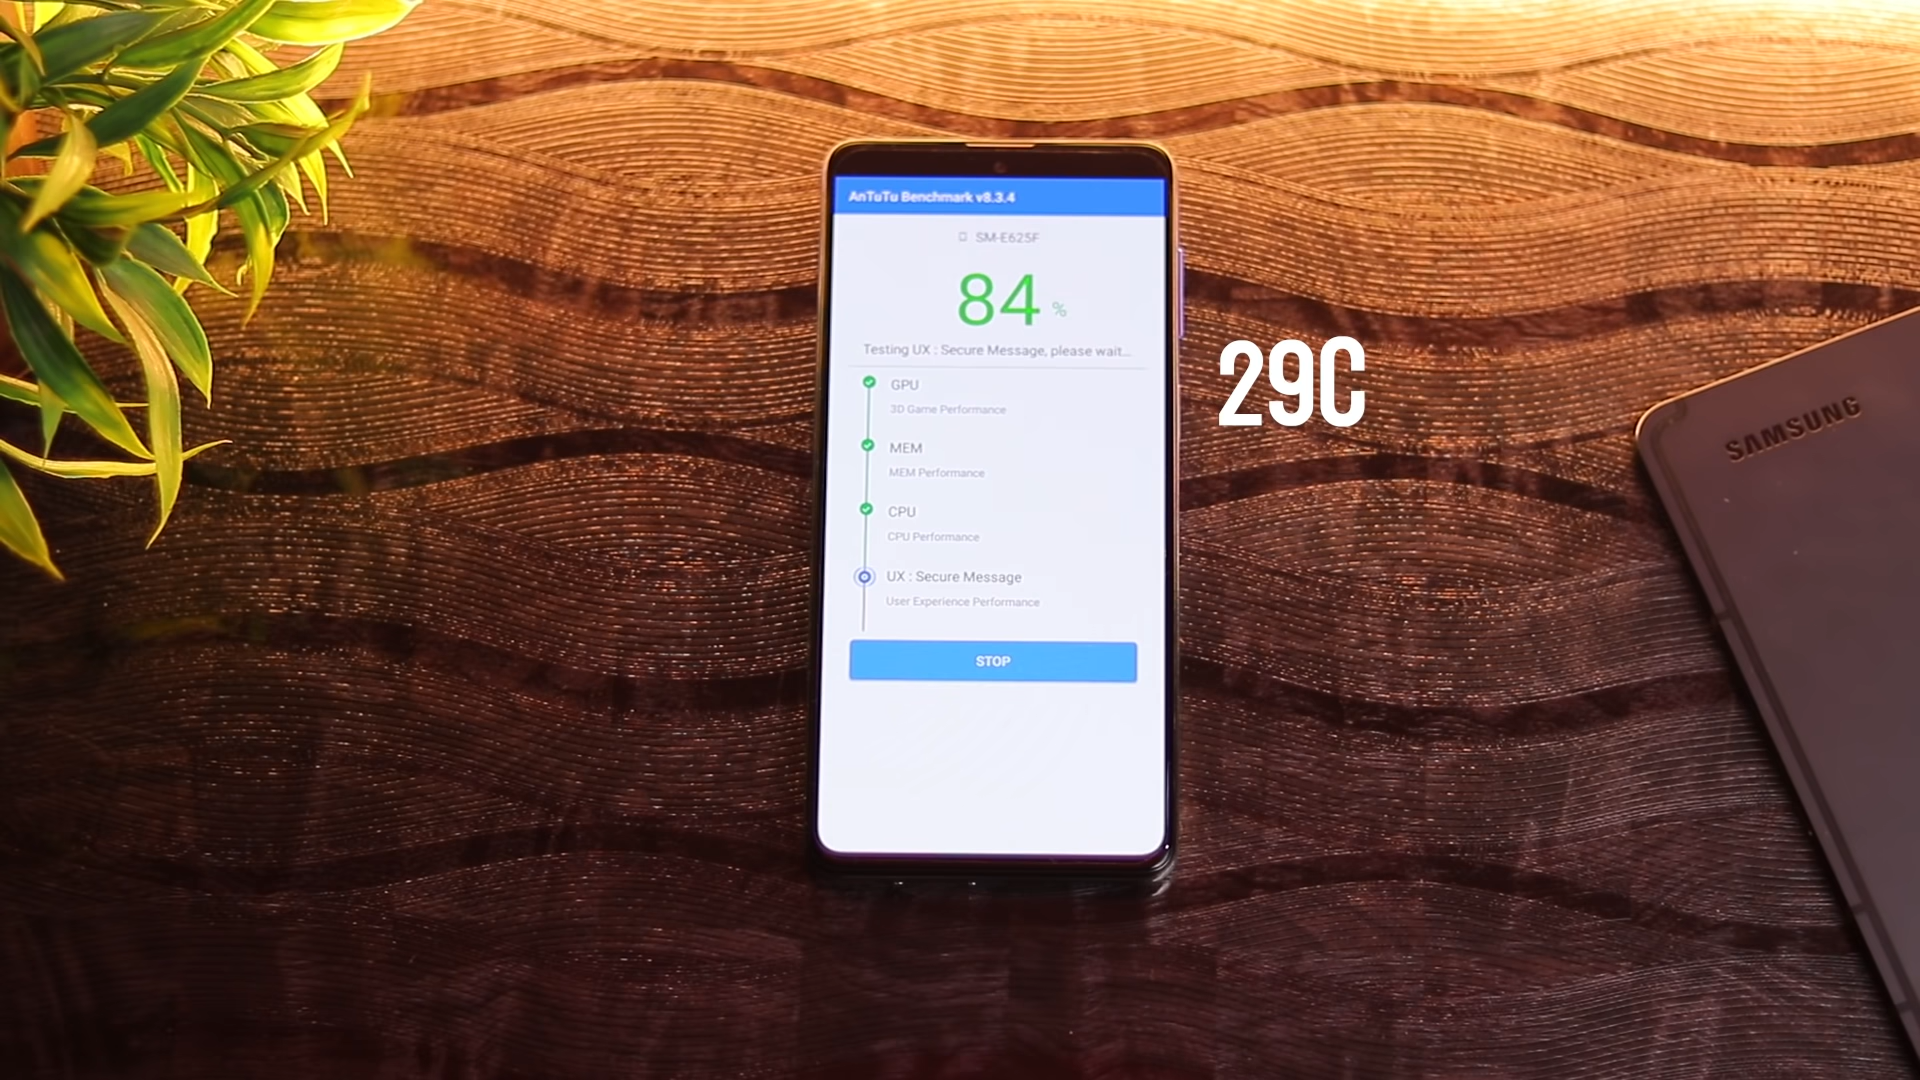 AnTuTu Benchmark v8.3.4
SM-E625F
84 %
Testing UX : Secure Message, please wait...
GPU
3D Game Performance
MEM
MEM Performance
CPU
CPU Performance
UX : Secure Message
User Experience Performance
STOP
29C
SAMSUNG